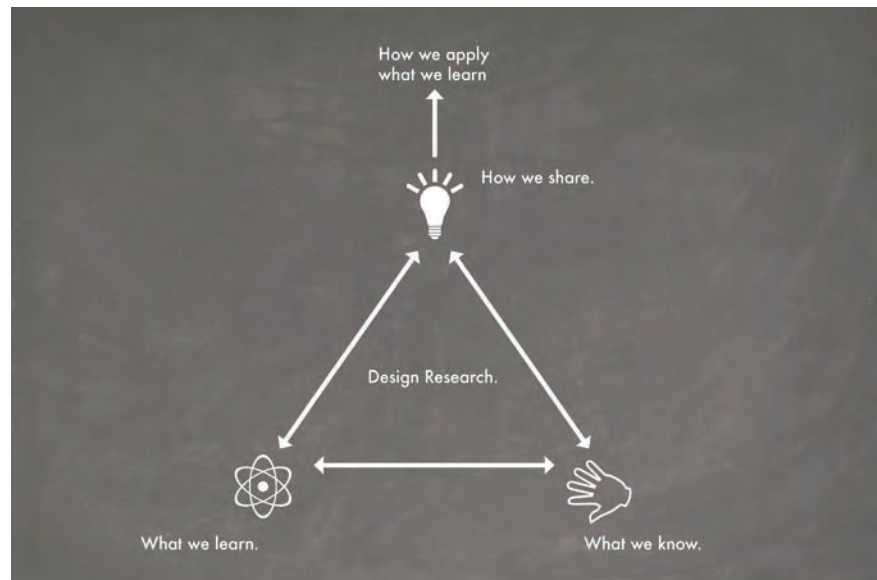 How we apply
what we learn
How we share.
Design Research.
What we learn.
What we know.